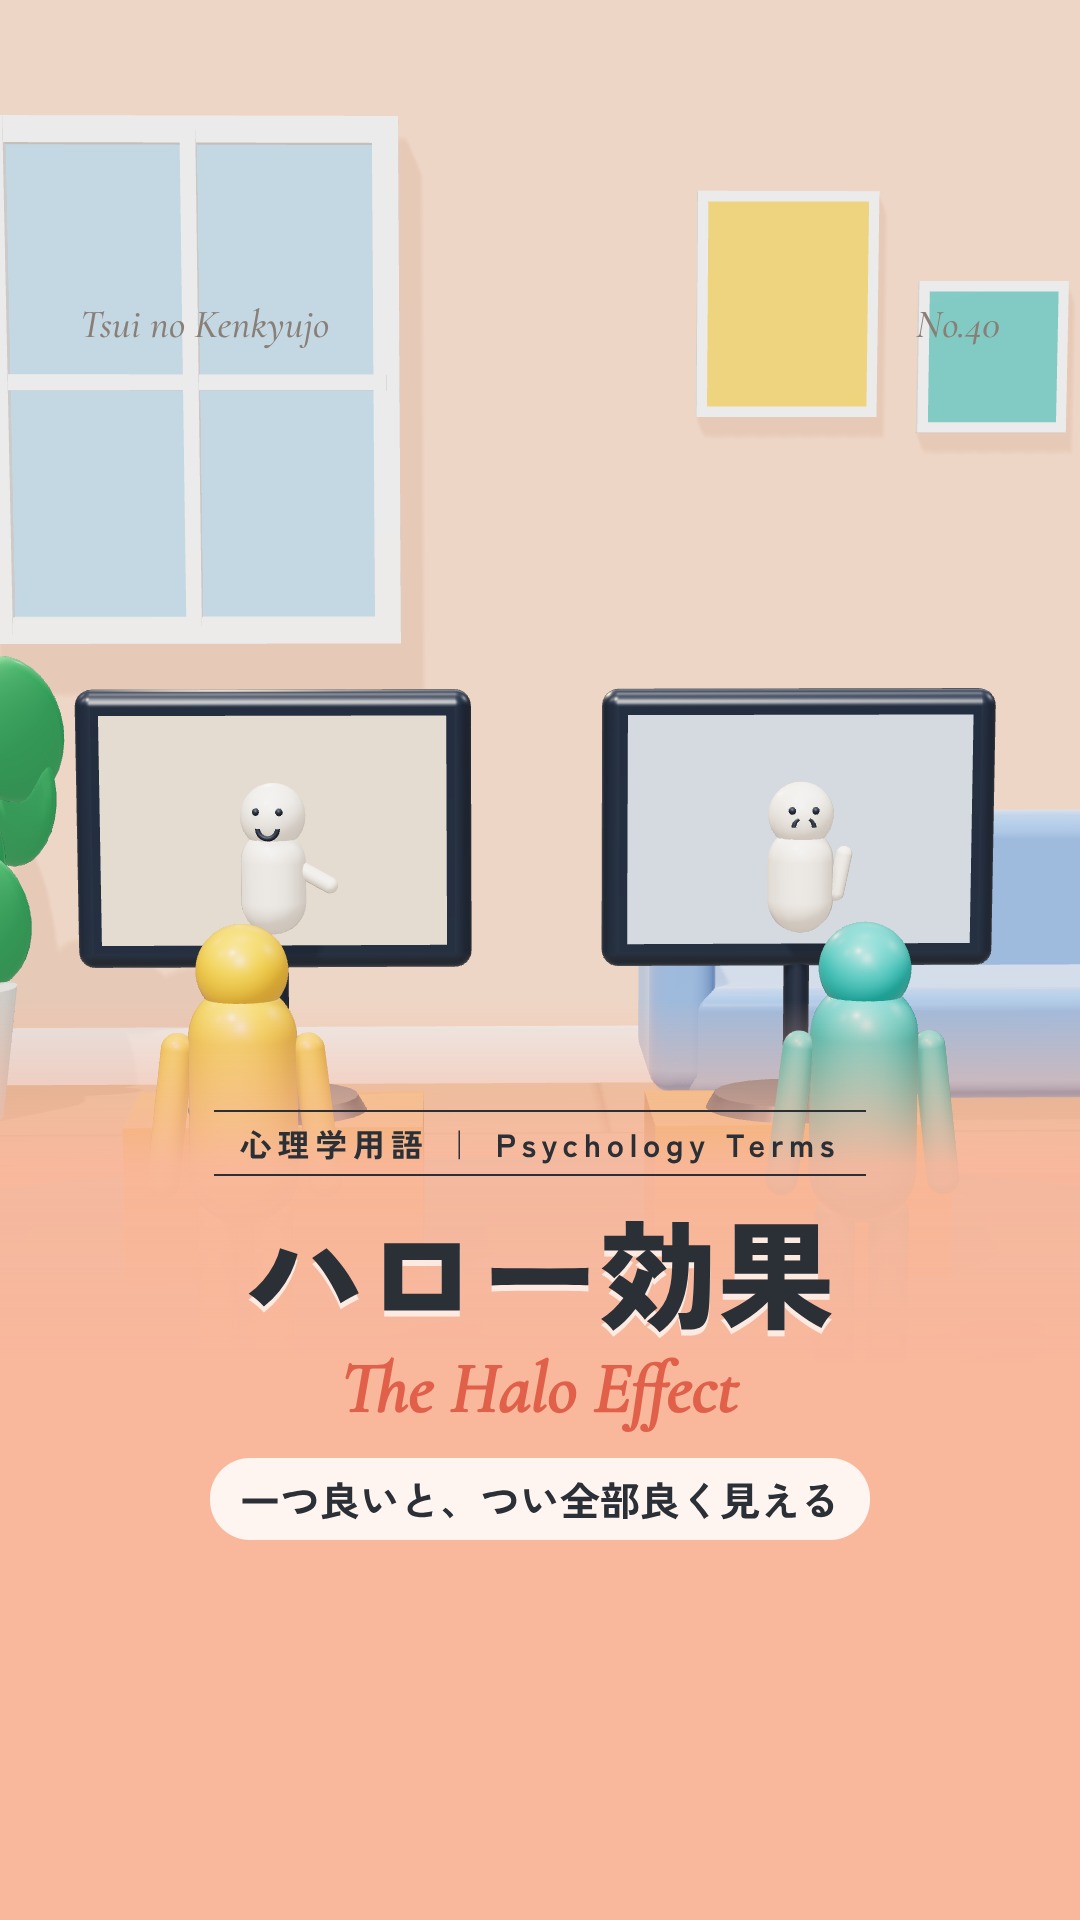 Tsui no Kenkyujo
No.40
心理学用語 | Psychology Terms
ハロー効果
The Halo Effect
一つ良いと、つい全部良く見える